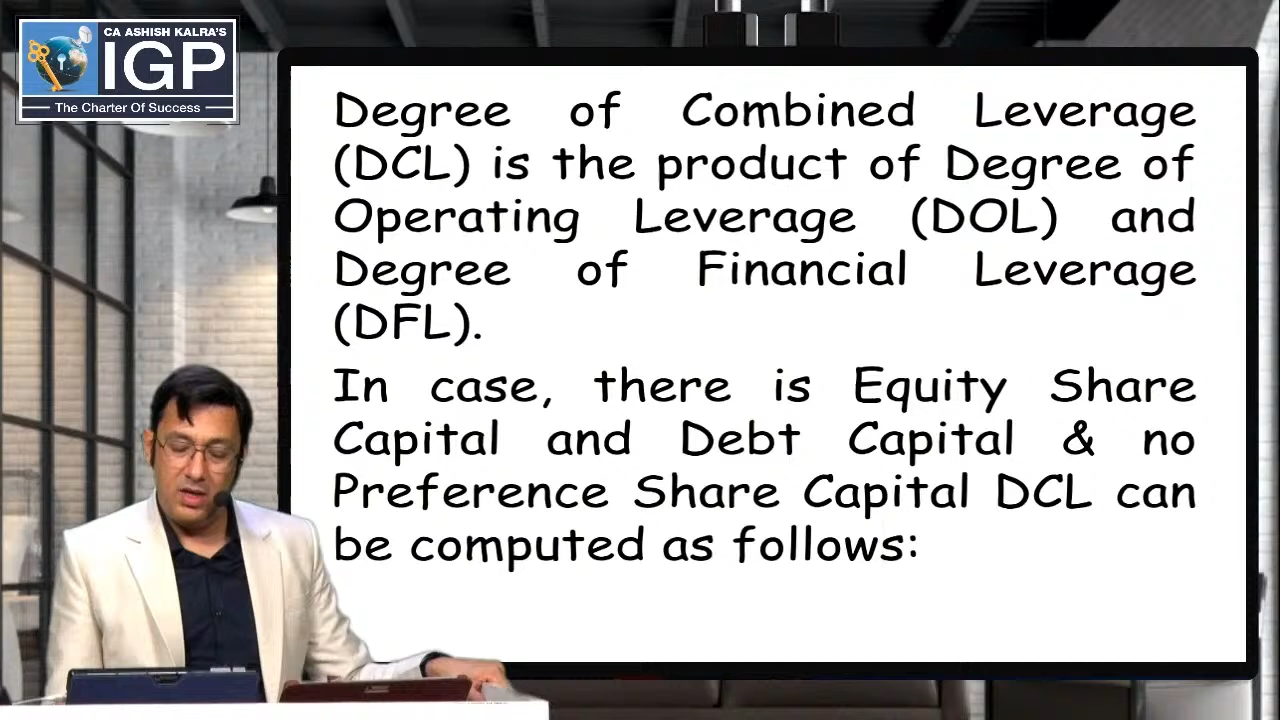 CA ASHISH KALRA'S
IGP
The Charter Of Success
Degree of Combined Leverage
(DCL) is the product of Degree of
Operating Leverage (DOL) and
Degree of Financial Leverage
(DFL).
In case, there is Equity Share
Capital and Debt Capital & no
Preference Share Capital DCL can
be computed as follows: